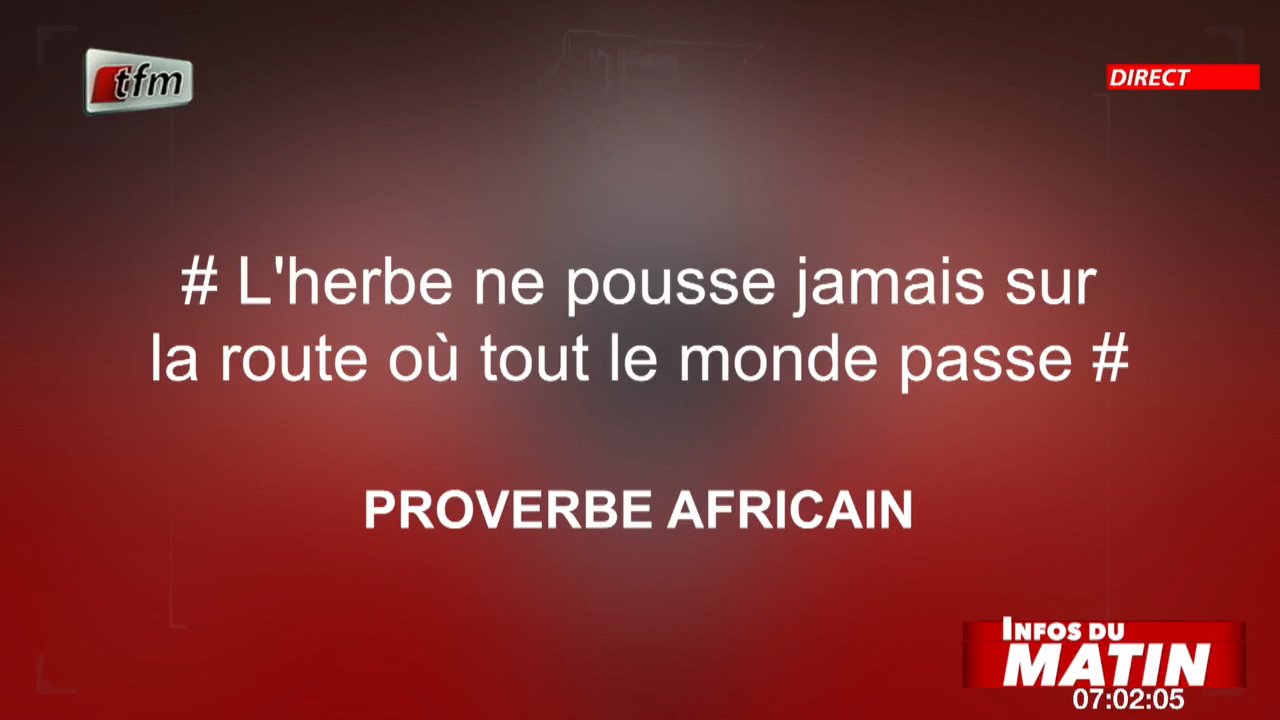 tfm
DIRECT
# L'herbe ne pousse jamais sur
la route où tout le monde passe #
PROVERBE AFRICAIN
INFOS DU
MATIN
07:02:05